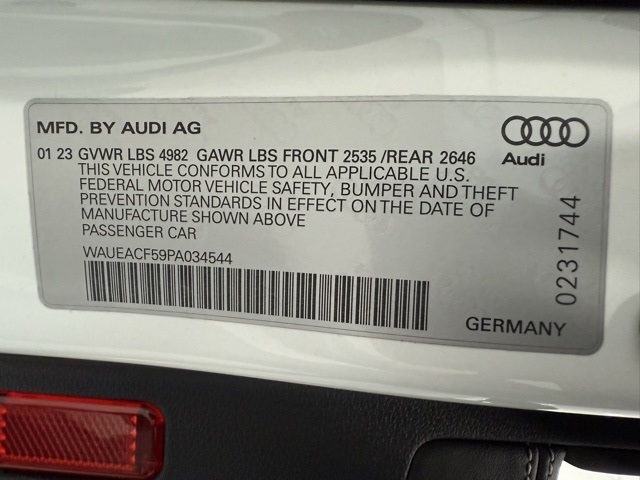 MFD. BY AUDI AG
01 23 GVWR LBS 4982 GAWR LBS FRONT 2535 /REAR 2646
THIS VEHICLE CONFORMS TO ALL APPLICABLE U.S.
FEDERAL MOTOR VEHICLE SAFETY, BUMPER AND THEFT
PREVENTION STANDARDS IN EFFECT ON THE DATE OF
MANUFACTURE SHOWN ABOVE
PASSENGER CAR
WAUEACF59PA034544
Audi
0231744
GERMANY